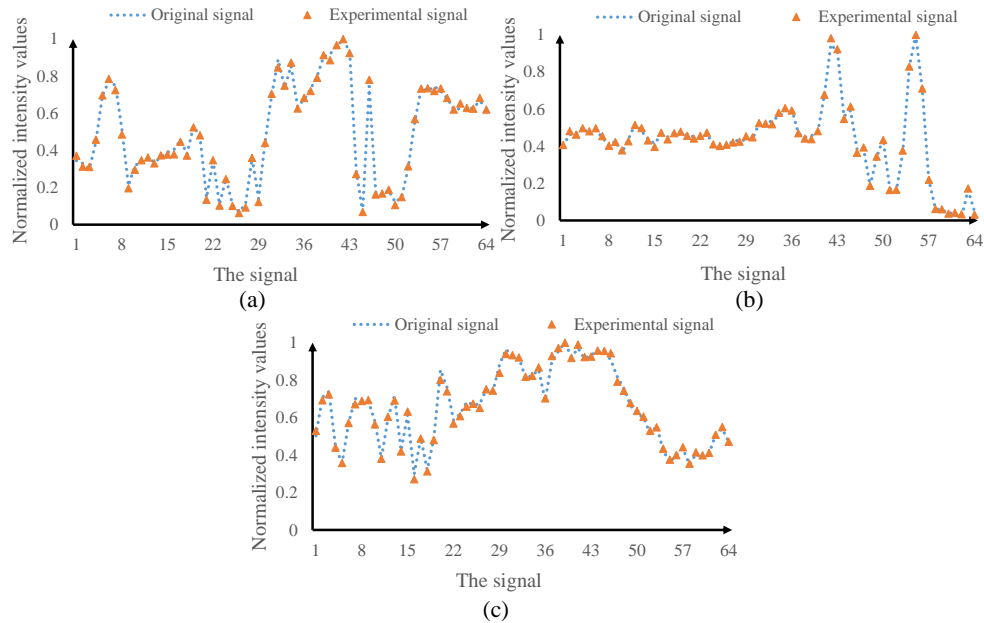 Original signal Experimental signal
Normalized intensity values
1
0.8
0.6
0.4
0.2
0
1 8 15 22 29 36 43 50 57 64
The signal
(a)
Original signal Experimental signal
Normalized intensity values
1
0.8
0.6
0.4
0.2
0
1 8 15 22 29 36 43 50 57 64
The signal
(b)
Original signal Experimental signal
Normalized intensity values
1
0.8
0.6
0.4
0.2
0
1 8 15 22 29 36 43 50 57 64
The signal
(c)